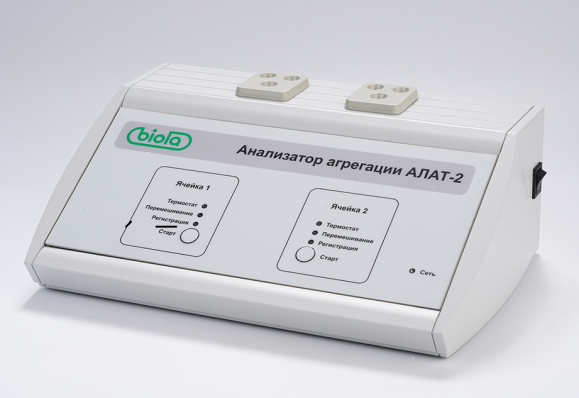 biola
Анализатор агрегации АЛАТ-2
Ячейка 1
Термостат
Перемешивание
Регистрация
Старт
Ячейка 2
Термостат
Перемешивание
Регистрация
Старт
Сеть